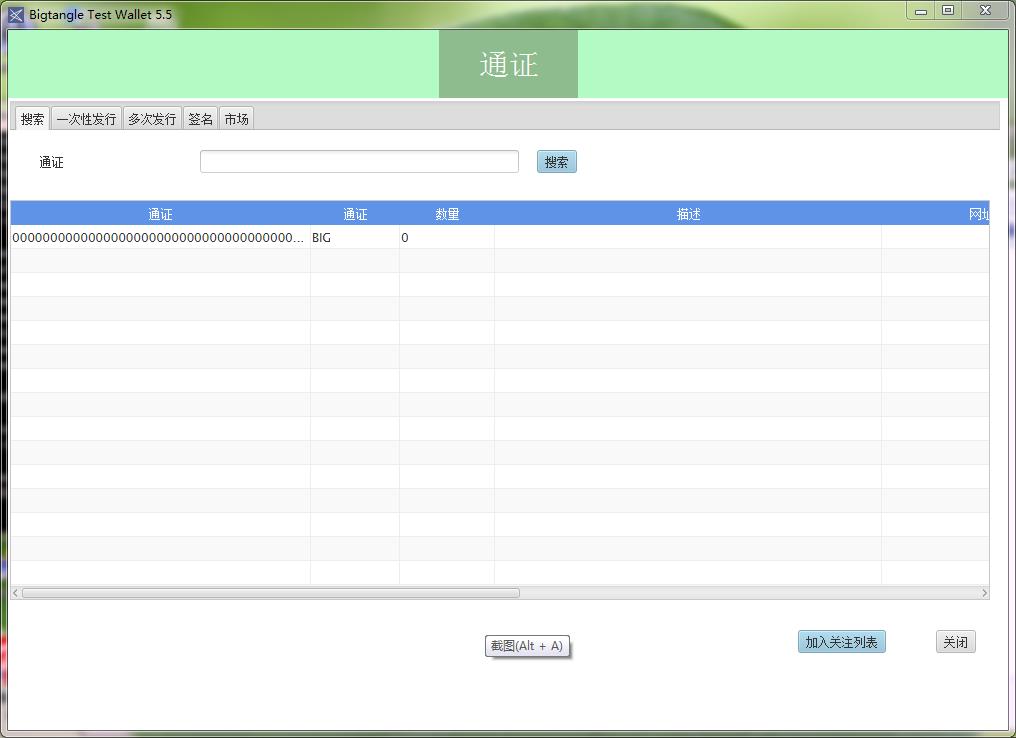 Bigtangle Test Wallet 5.5
通证
搜索 一次性发行 多次发行 签名 市场
通证 搜索
通证 通证 数量 描述 网址
00000000000000000000000000000000000000... BIG 0
截图(Alt + A)
加入关注列表 关闭